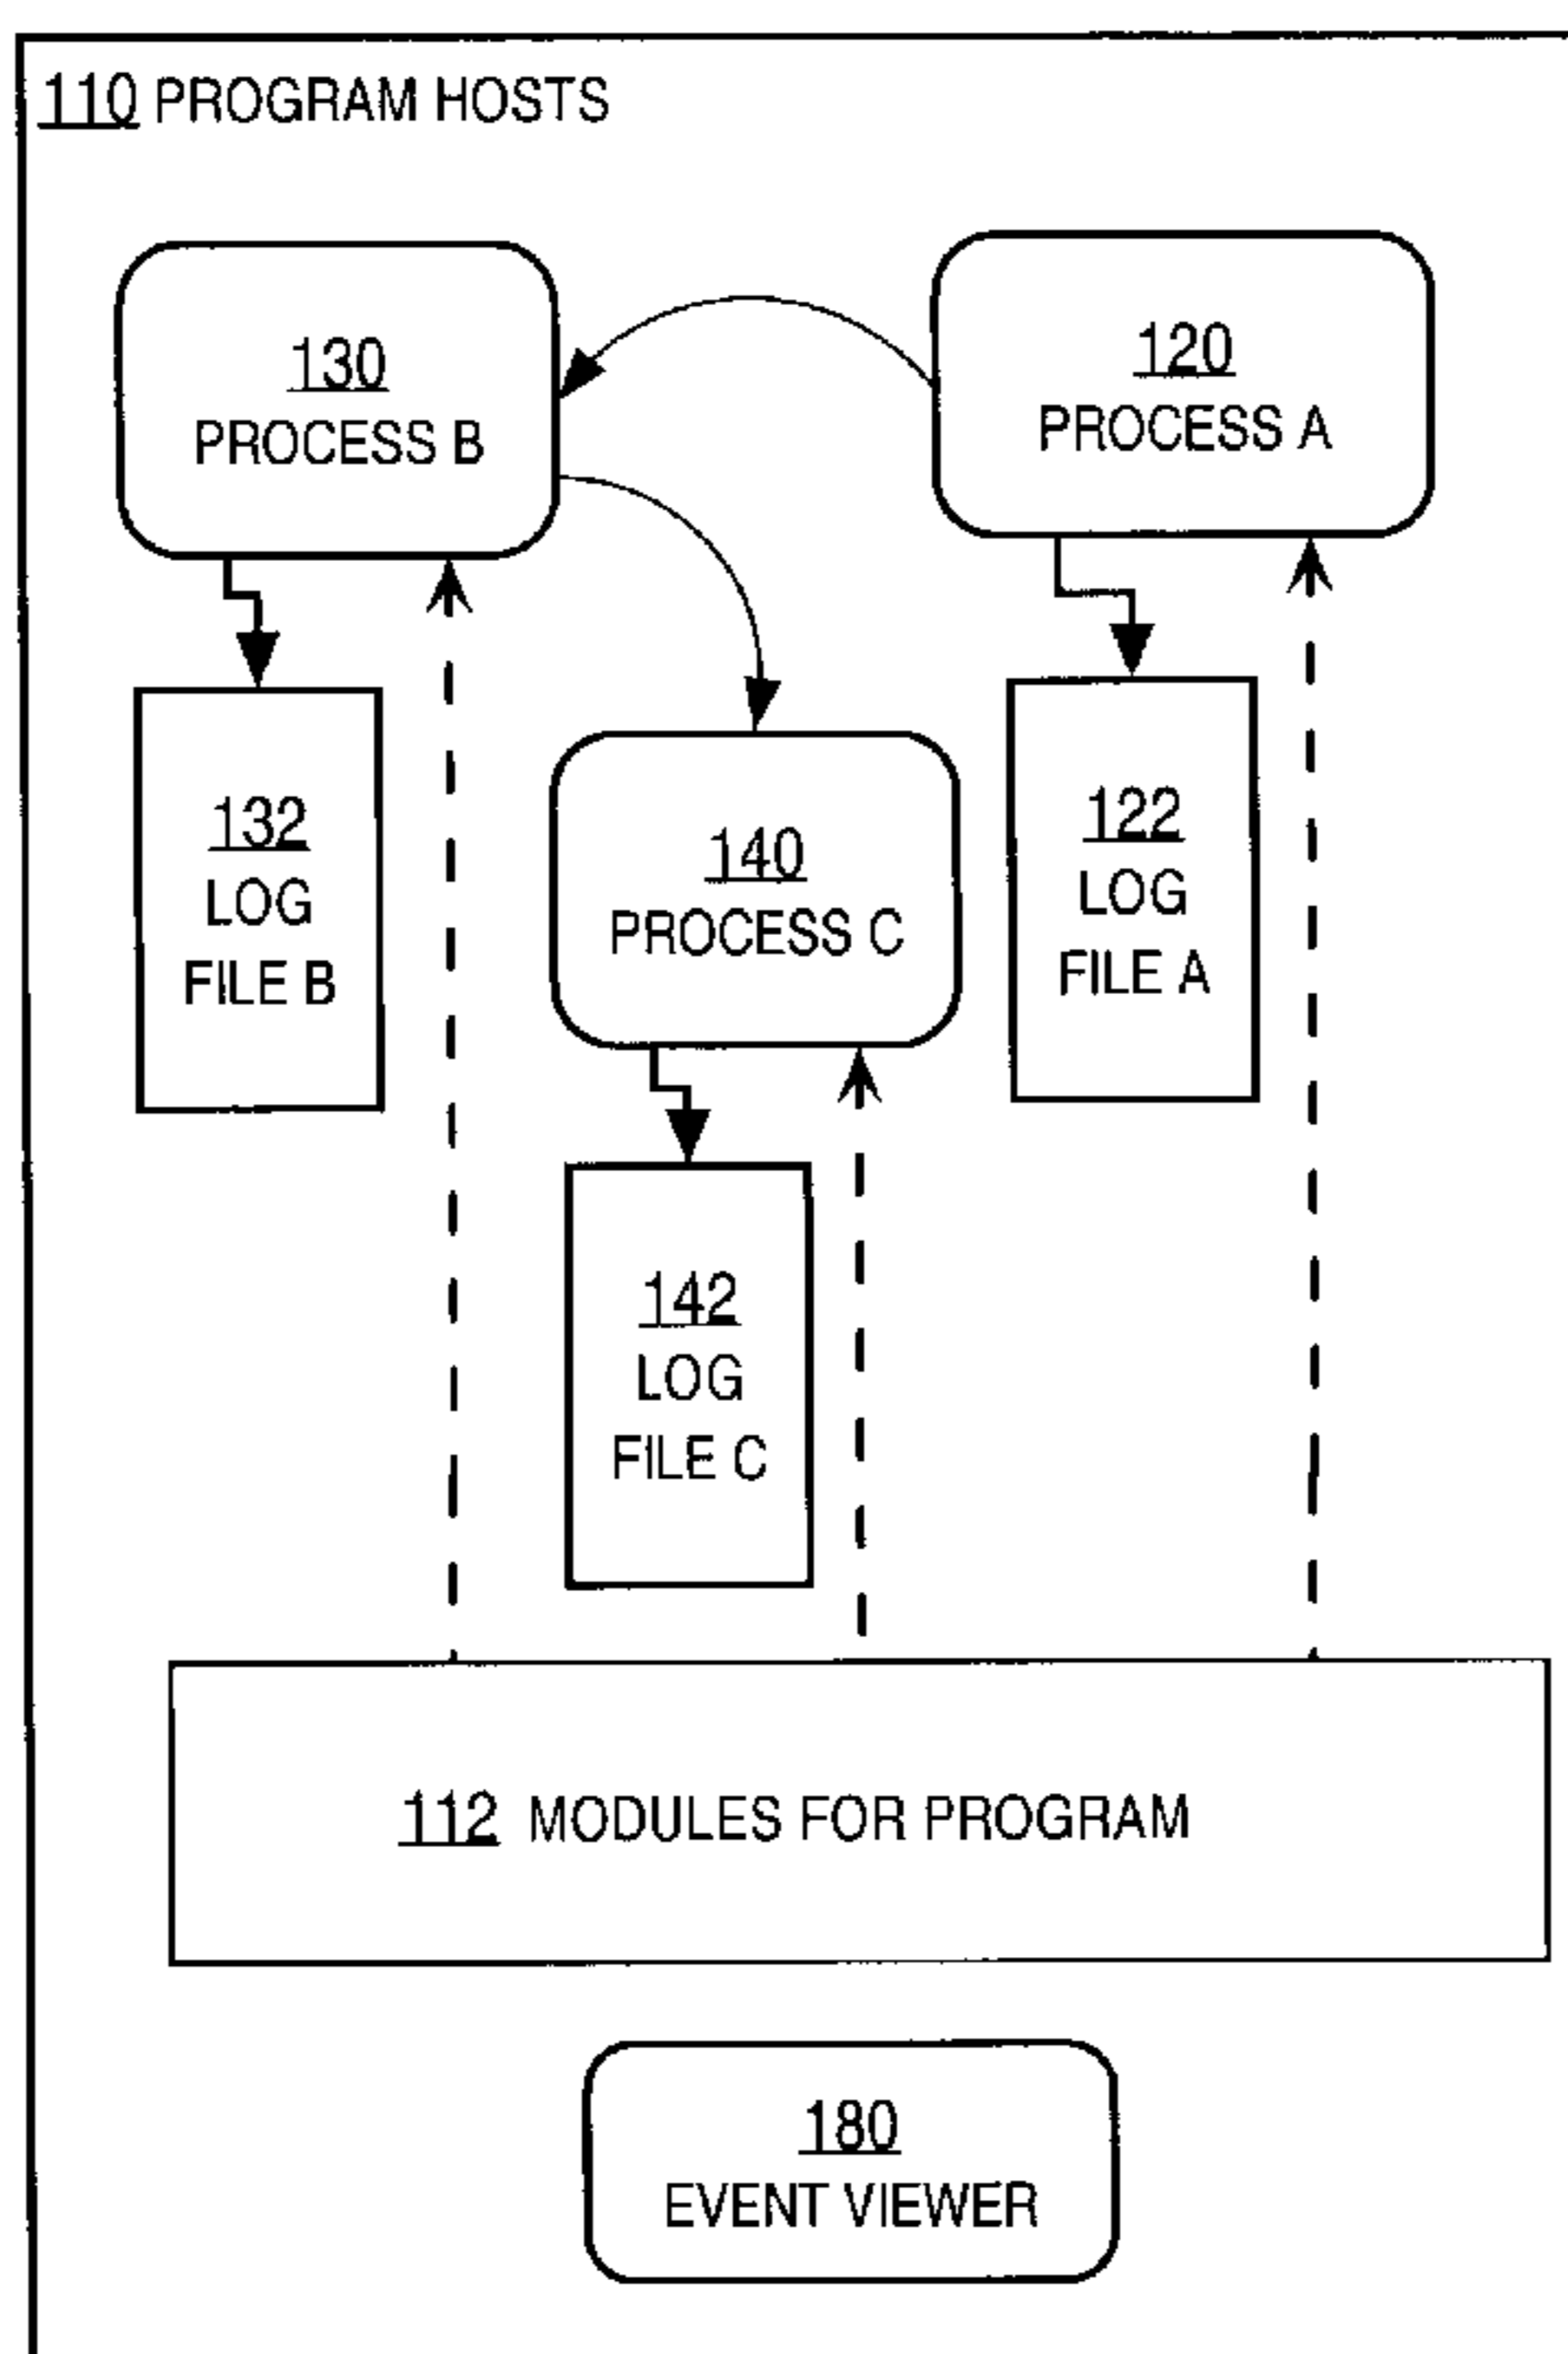 110 PROGRAM HOSTS
130
PROCESS B
120
PROCESS A
132
LOG
FILE B
140
PROCESS C
122
LOG
FILE A
142
LOG
FILE C
112 MODULES FOR PROGRAM
180
EVENT VIEWER